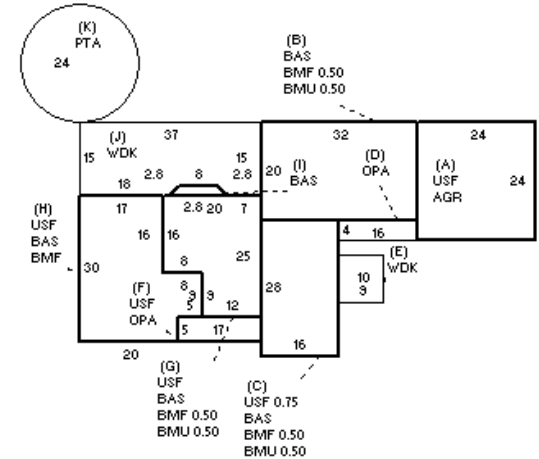 (K)
PTA
24
(B)
BAS
BMF 0.50
BMU 0.50
(J)
WDK
37
15
15
2.8
8
2.8
18
32
20
(D)
OPA
24
(A)
USF
AGR
24
(I)
BAS
(H)
USF
BAS
BMF
17
2.8
20
7
16
16
4
16
30
8
25
(E)
WDK
10
9
(F)
USF
OPA
8
9
5
9
12
28
5
17
20
16
(G)
USF
BAS
BMF 0.50
BMU 0.50
(C)
USF 0.75
BAS
BMF 0.50
BMU 0.50